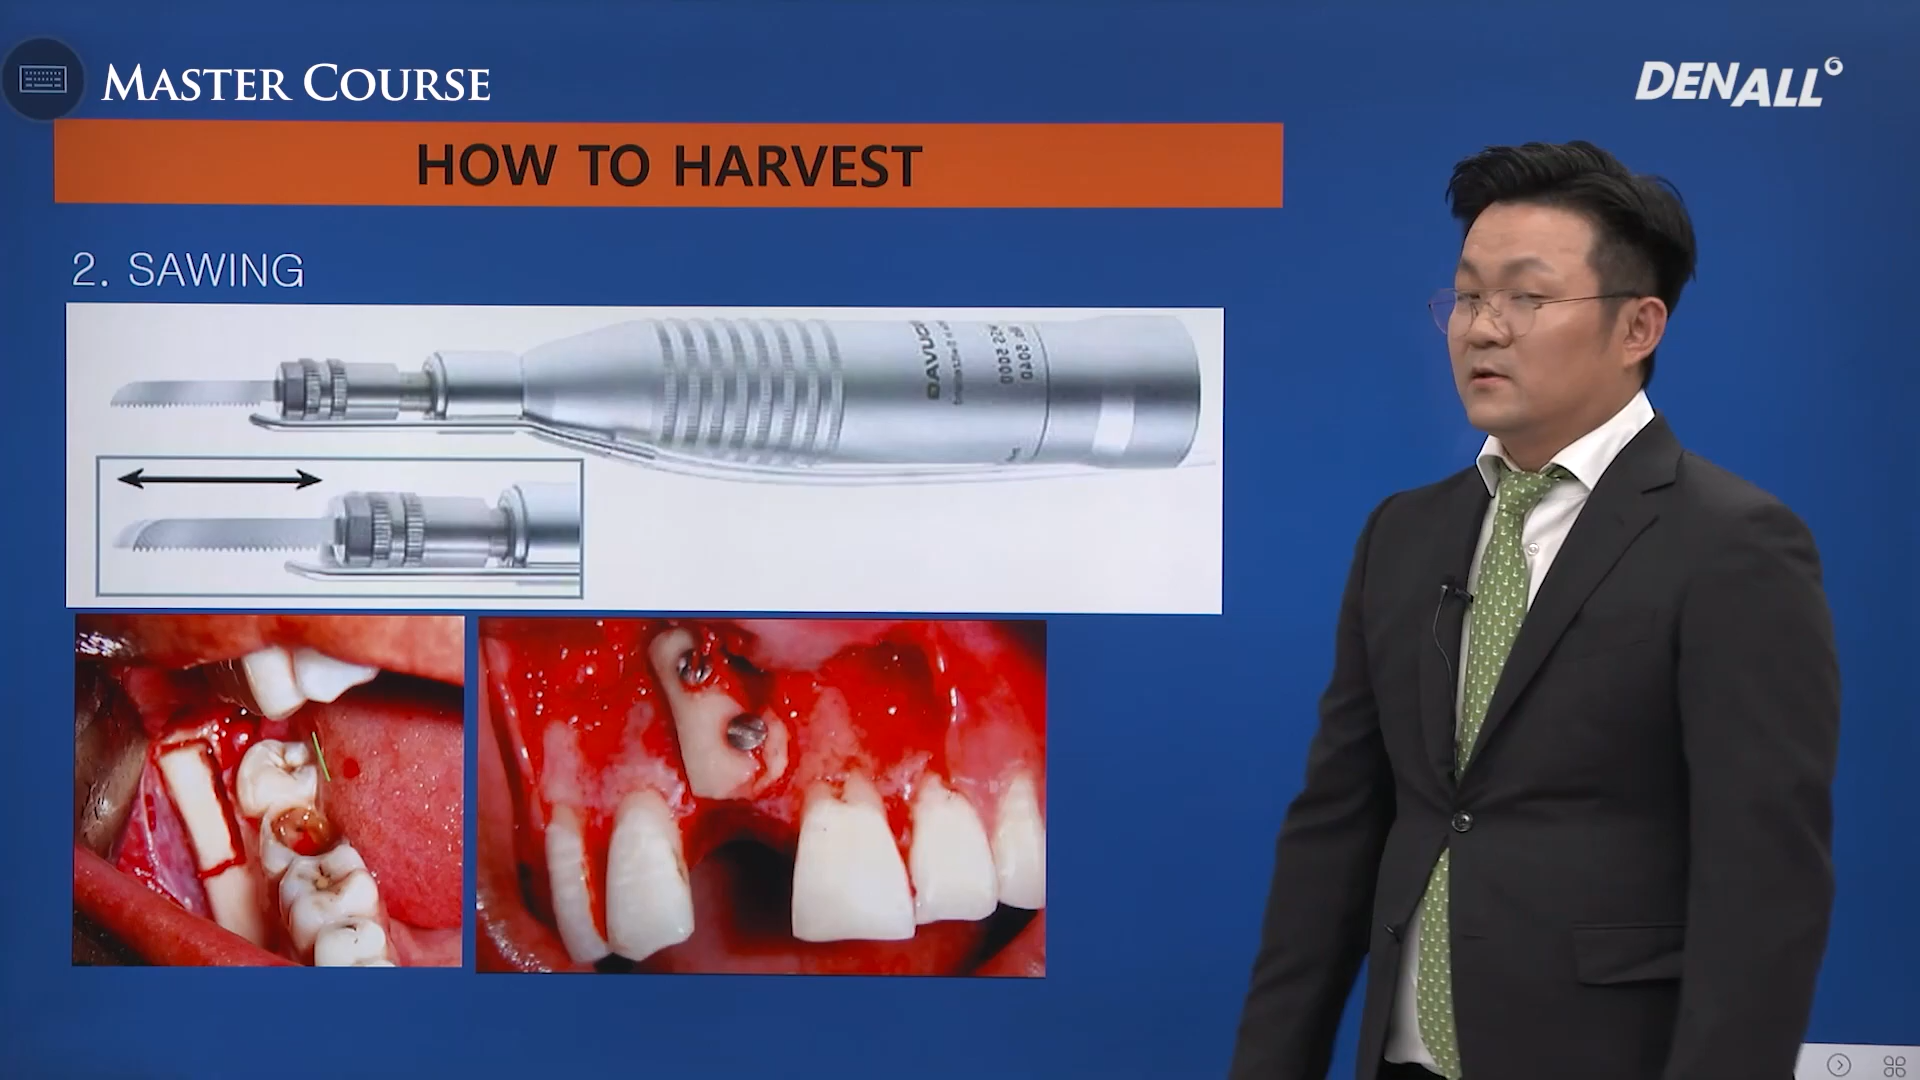 MASTER COURSE
DENALL
HOW TO HARVEST
2. SAWING